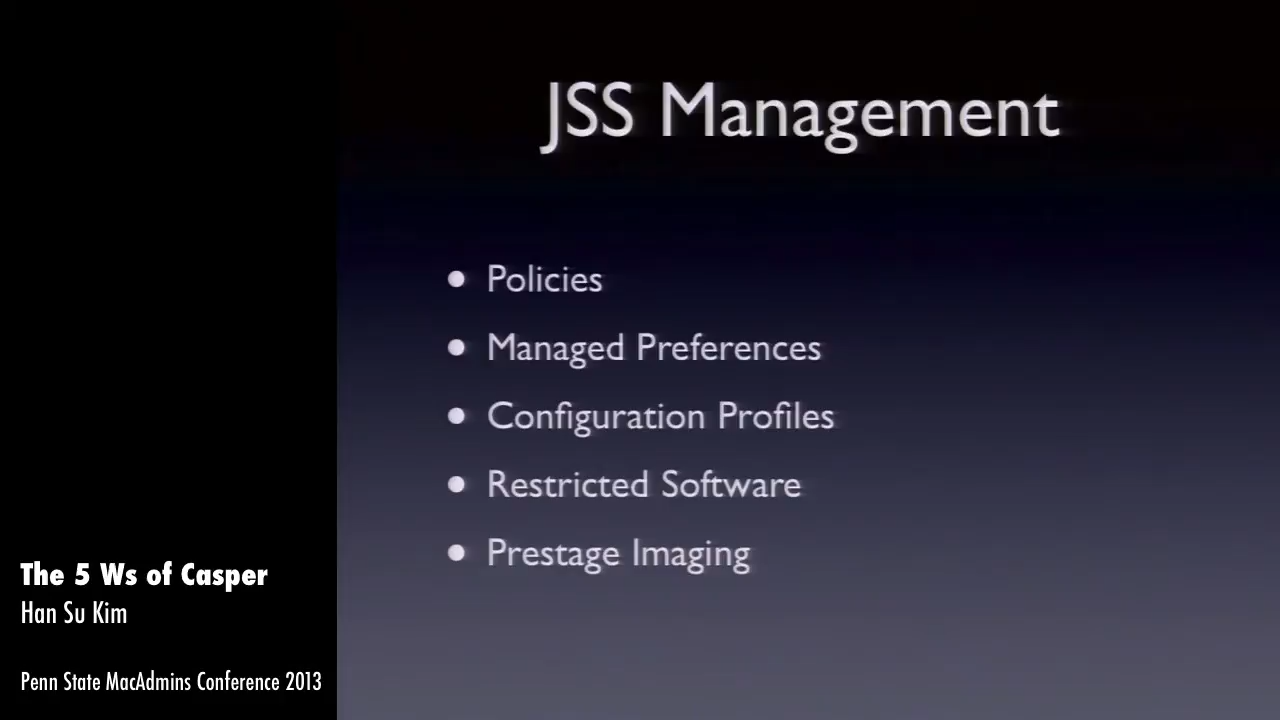 JSS Management
• Policies
• Managed Preferences
• Configuration Profiles
• Restricted Software
• Prestage Imaging
The 5 Ws of Casper
Han Su Kim
Penn State MacAdmins Conference 2013